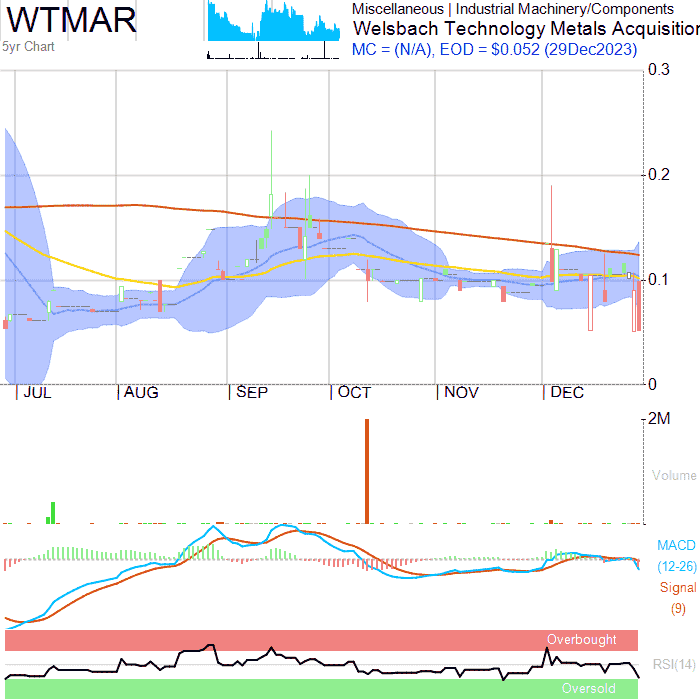 WTMAR
5yr Chart
Miscellaneous | Industrial Machinery/Components
Welsbach Technology Metals Acquisition
MC = (N/A), EOD = $0.052 (29Dec2023)
0.3
0.2
0.1
0
JUL AUG SEP OCT NOV DEC
2M
Volume
MACD
(12-26)
Signal
(9)
Overbought
RSI(14)
Oversold